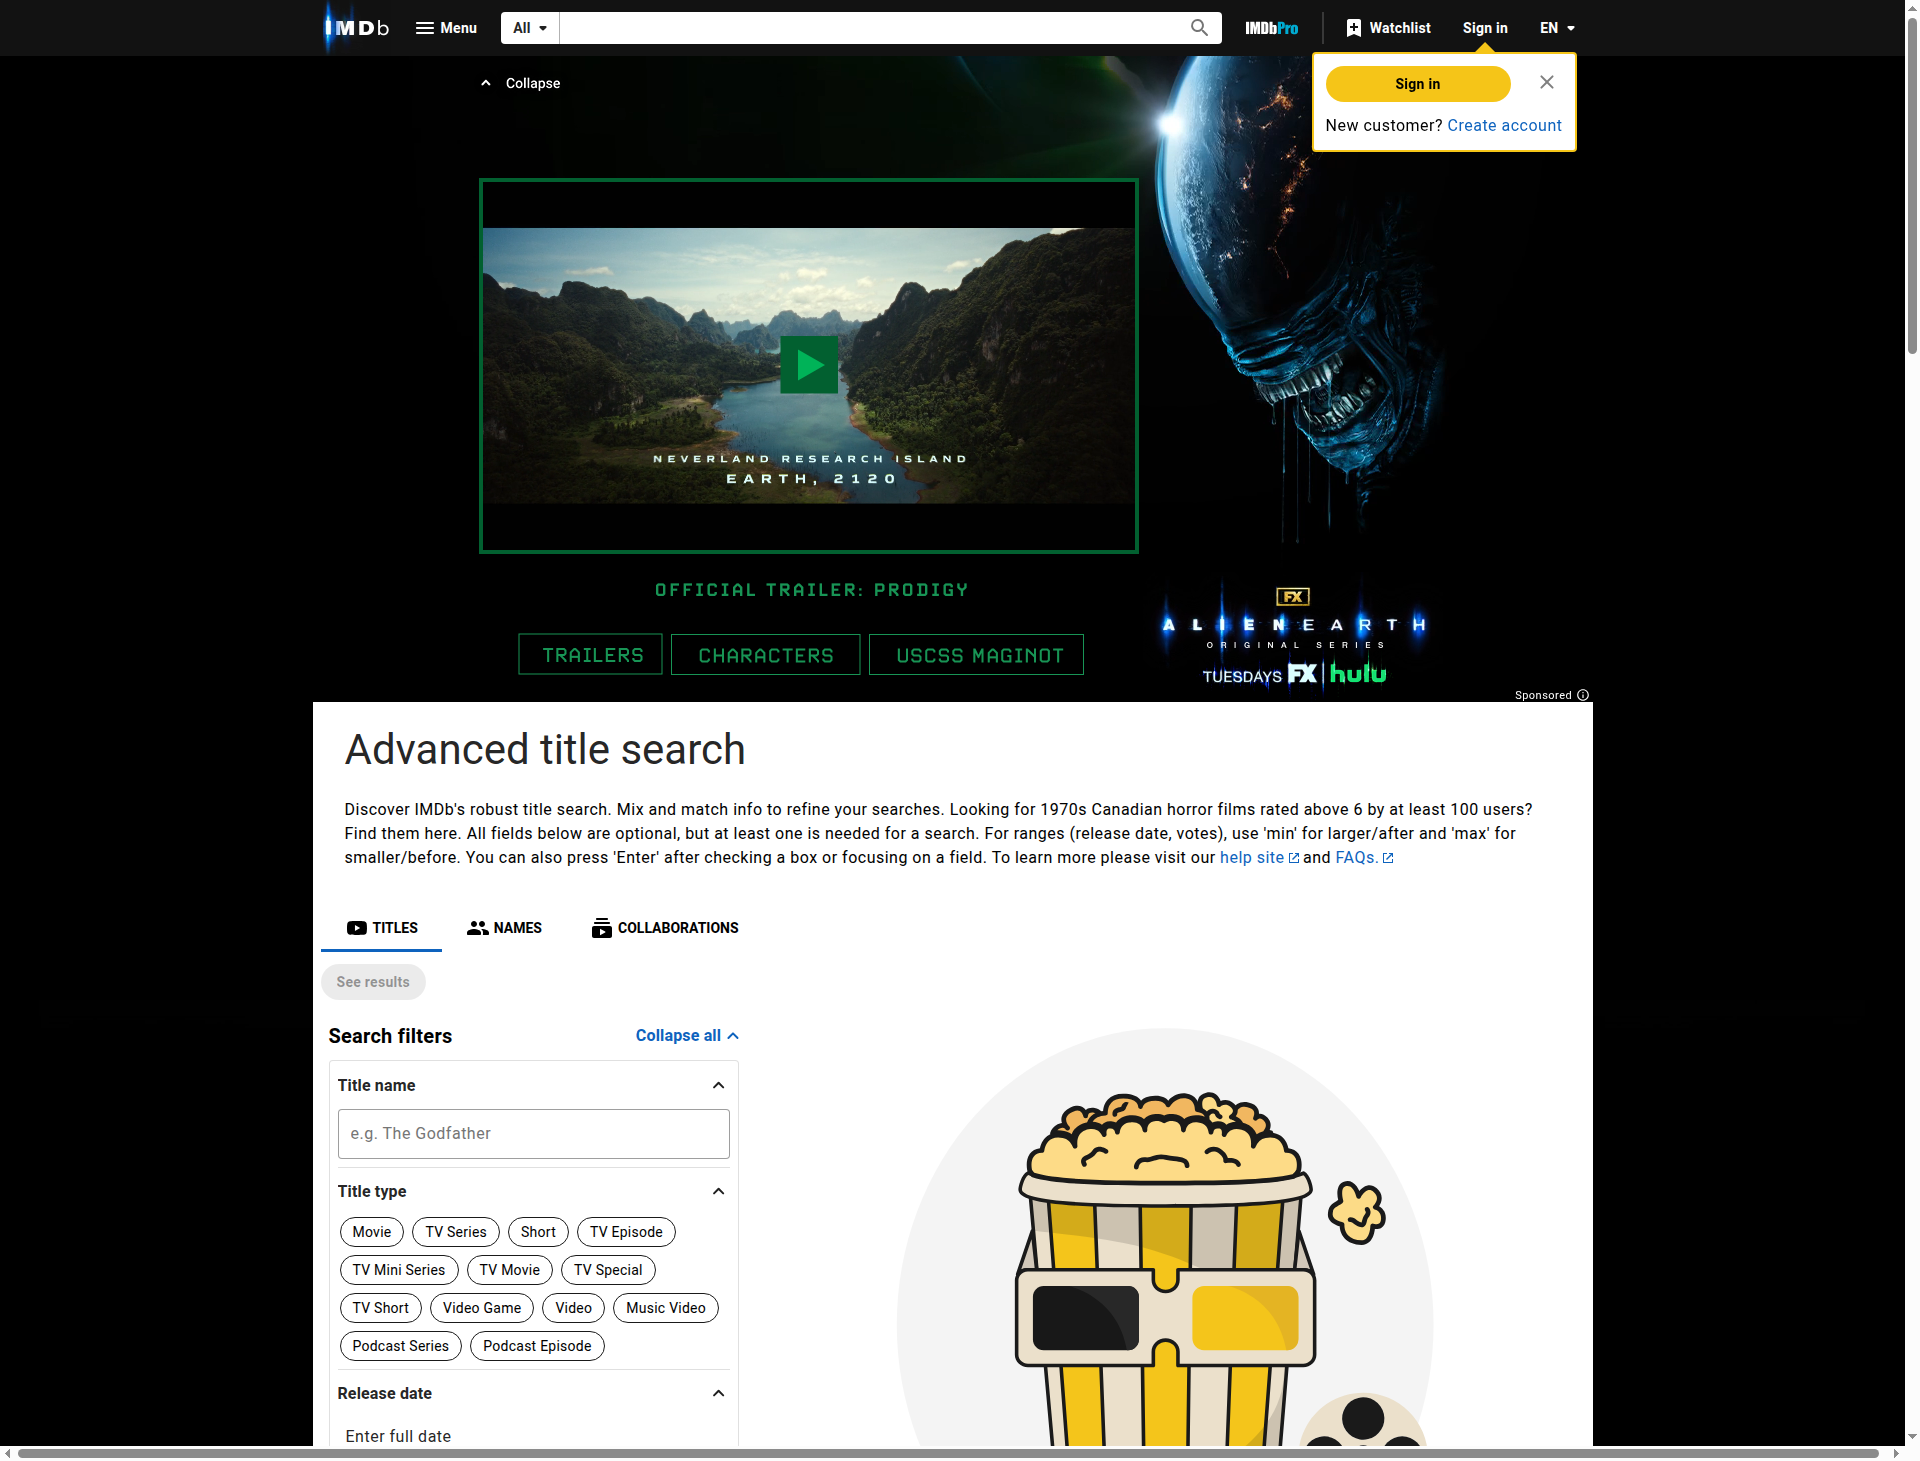 IMDb
Menu
All
IMDbPro
Watchlist
Sign in
EN
Collapse
Sign in
New customer? Create account
NEVERLAND RESEARCH ISLAND
EARTH, 2120
OFFICIAL TRAILER: PRODIGY
TRAILERS
CHARACTERS
USCSS MAGINOT
FX
ALIEN EARTH
ORIGINAL SERIES
TUESDAYS FX hulu
Sponsored
Advanced title search
Discover IMDb's robust title search. Mix and match info to refine your searches. Looking for 1970s Canadian horror films rated above 6 by at least 100 users?
Find them here. All fields below are optional, but at least one is needed for a search. For ranges (release date, votes), use 'min' for larger/after and 'max' for
smaller/before. You can also press 'Enter' after checking a box or focusing on a field. To learn more please visit our help site and FAQs.
TITLES
NAMES
COLLABORATIONS
See results
Search filters
Collapse all
Title name
e.g. The Godfather
Title type
Movie
TV Series
Short
TV Episode
TV Mini Series
TV Movie
TV Special
TV Short
Video Game
Video
Music Video
Podcast Series
Podcast Episode
Release date
Enter full date